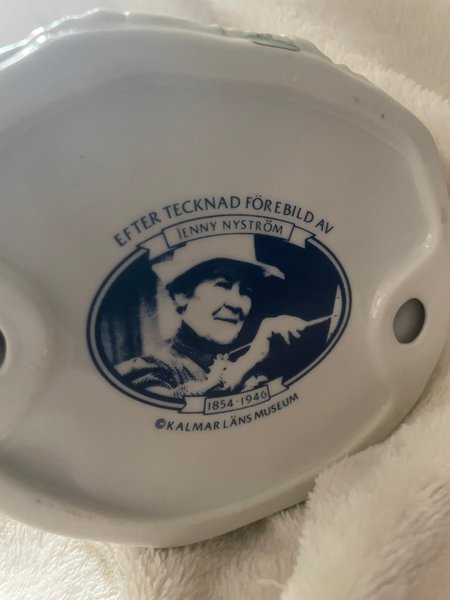 EFTER TECKNAD FÖREBILD AV
JENNY NYSTRÖM
1854-1946
©KALMAR LÄNS MUSEUM